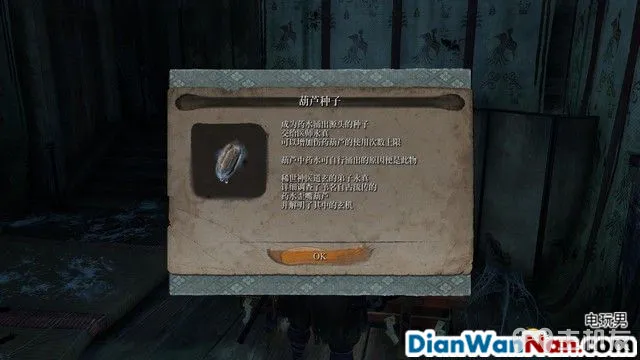 葫芦种子
成为药水涌出源头的种子
交给医师永真
可以增加伤药葫芦的使用次数上限
葫芦中药水可自行涌出的原因便是此物
稀世神医道玄的弟子永真
详细调查了苇名自古流传的
药水歪嘴葫芦
并解明了其中的玄机
OK
电玩男
DianWanNan.com